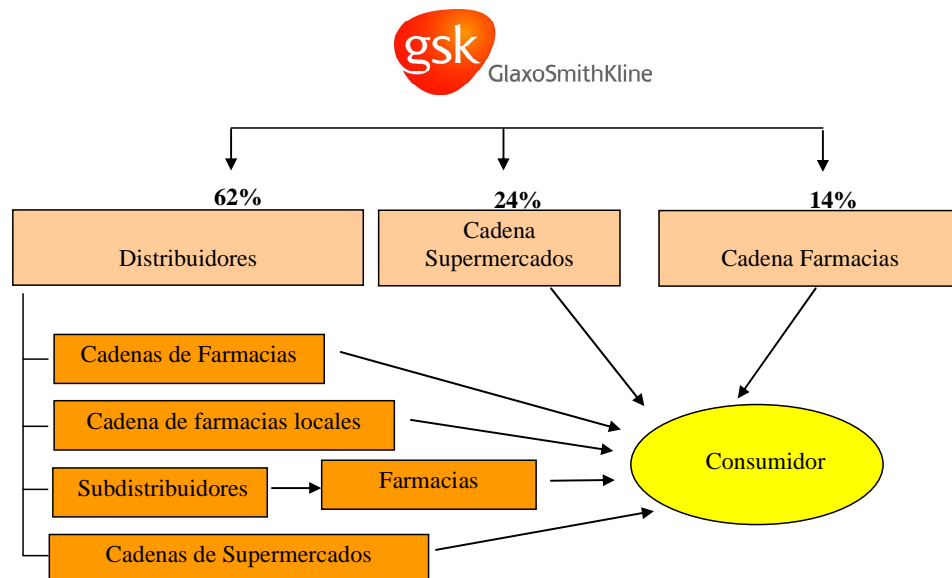 gsk
GlaxoSmithKline
62%
24%
14%
Distribuidores
Cadena
Supermercados
Cadena Farmacias
Cadenas de Farmacias
Cadena de farmacias locales
Subdistribuidores
Farmacias
Cadenas de Supermercados
Consumidor